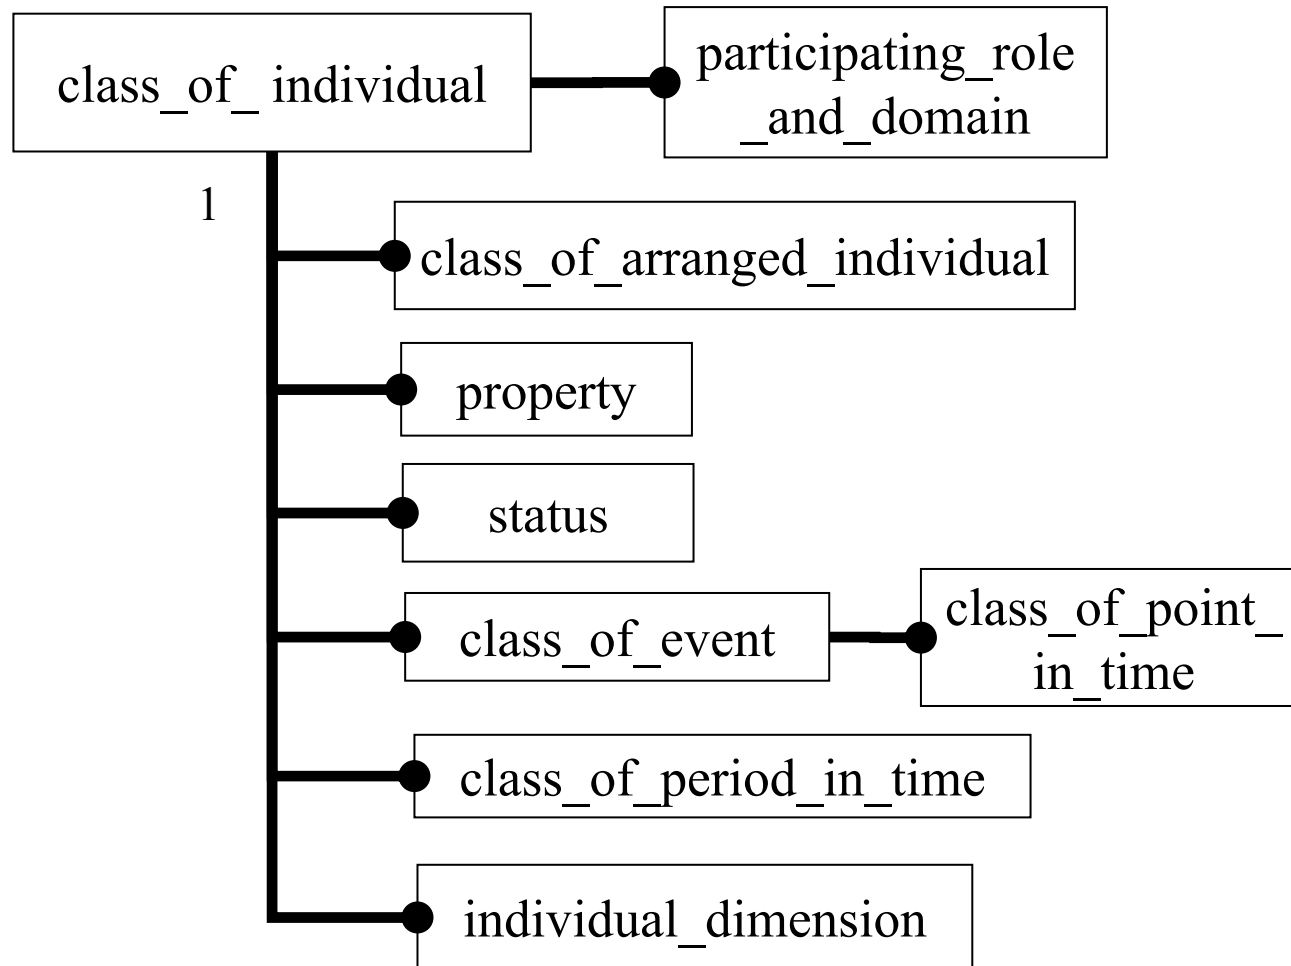 class_of_ individual
participating_role
_and_domain
1
class_of_arranged_individual
property
status
class_of_event
class_of_point_
in_time
class_of_period_in_time
individual_dimension